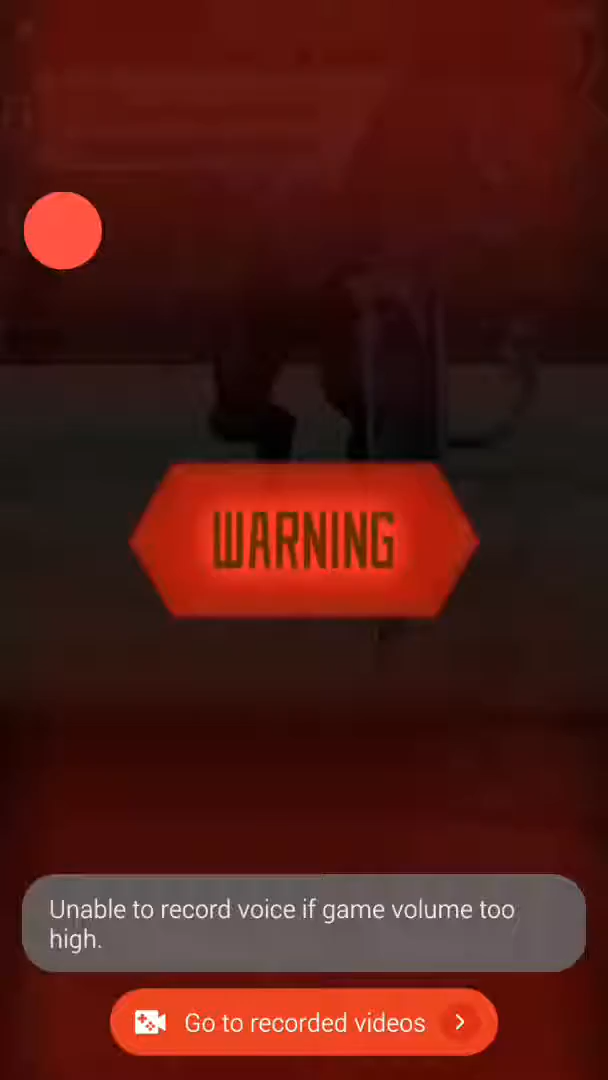 WARNING
Unable to record voice if game volume too
high.
Go to recorded videos